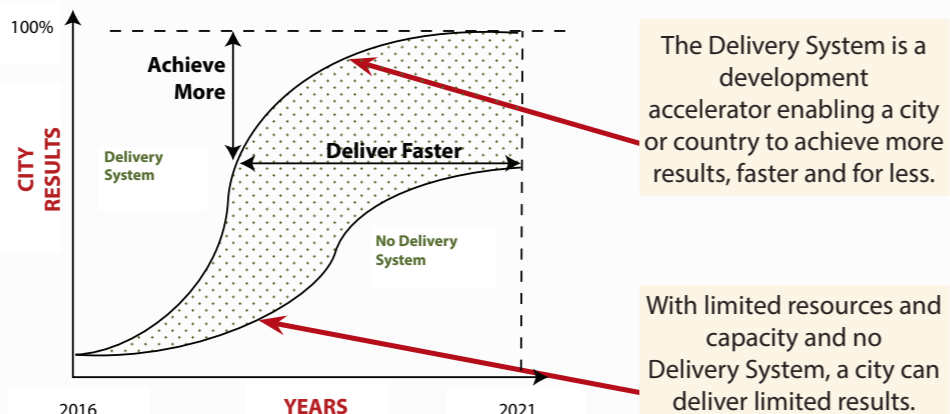 100%
Achieve
More
CITY
RESULTS
Delivery
System
Deliver Faster
No Delivery
System
2016
YEARS
2021
The Delivery System is a
development
accelerator enabling a city
or country to achieve more
results, faster and for less.
With limited resources and
capacity and no
Delivery System, a city can
deliver limited results.